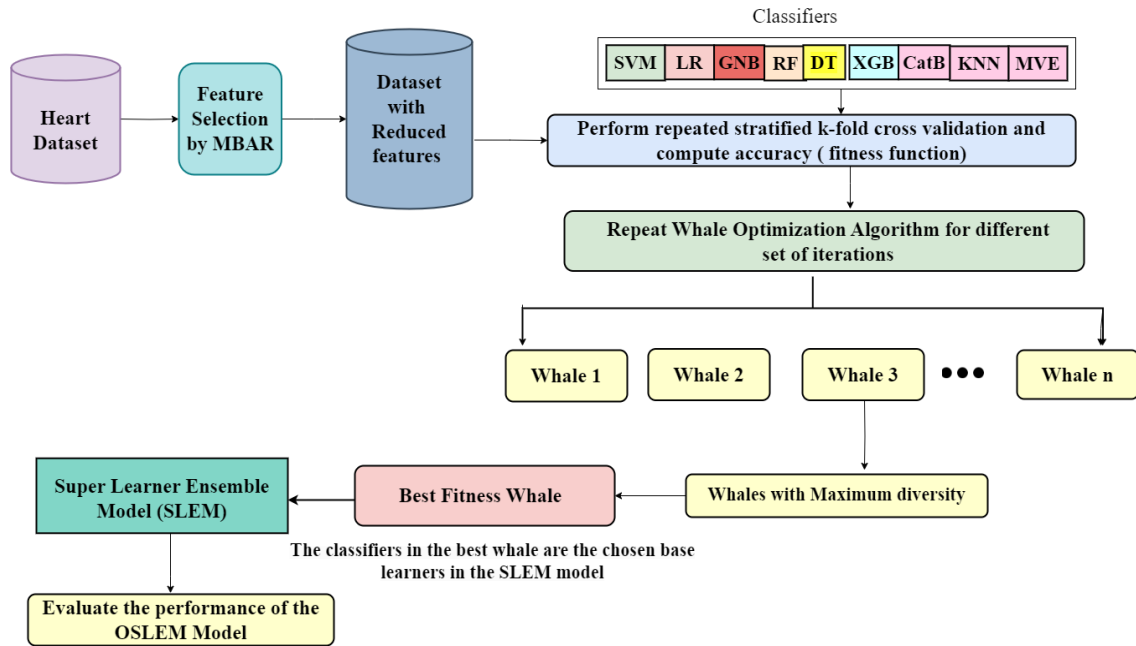 Classifiers
SVM LR GNB RF DT XGB CatB KNN MVE
Heart
Dataset
Feature
Selection
by MBAR
Dataset
with
Reduced
features
Perform repeated stratified k-fold cross validation and
compute accuracy ( fitness function)
Repeat Whale Optimization Algorithm for different
set of iterations
Whale 1
Whale 2
Whale 3
Whale n
Whales with Maximum diversity
Best Fitness Whale
The classifiers in the best whale are the chosen base
learners in the SLEM model
Super Learner Ensemble
Model (SLEM)
Evaluate the performance of the
OSLEM Model